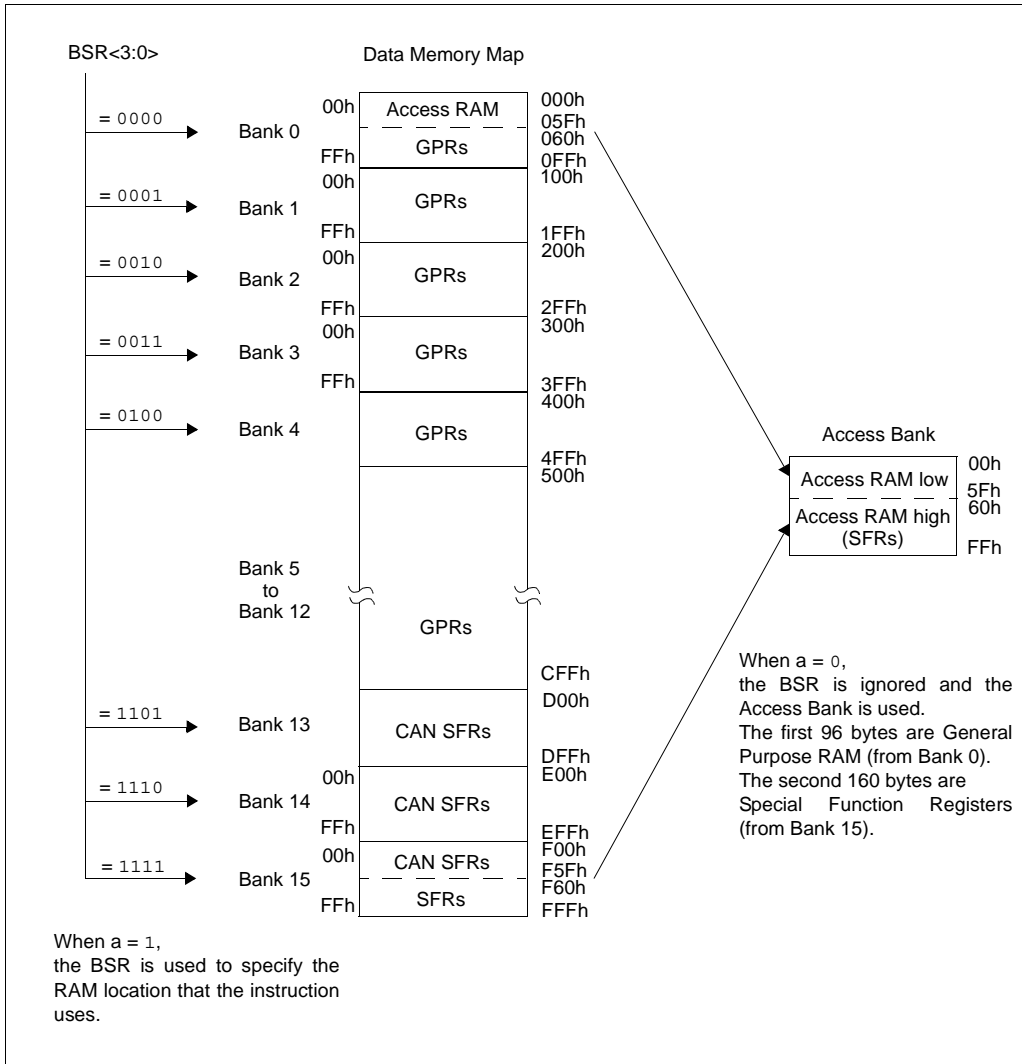 BSR<3:0>
Data Memory Map
= 0000
Bank 0
00h
Access RAM
000h
05Fh
060h
FFh
GPRs
0FFh
= 0001
Bank 1
00h
GPRs
100h
FFh
1FFh
= 0010
Bank 2
00h
GPRs
200h
FFh
2FFh
= 0011
Bank 3
00h
GPRs
300h
FFh
3FFh
= 0100
Bank 4
GPRs
400h
4FFh
500h
Bank 5
to
Bank 12
GPRs
CFFh
= 1101
Bank 13
CAN SFRs
D00h
DFFh
= 1110
Bank 14
00h
CAN SFRs
E00h
FFh
EFFh
= 1111
Bank 15
00h
CAN SFRs
F00h
F5Fh
F60h
FFh
SFRs
FFFh
Access Bank
Access RAM low
00h
5Fh
60h
Access RAM high
(SFRs)
FFh
When a = 0,
the BSR is ignored and the
Access Bank is used.
The first 96 bytes are General
Purpose RAM (from Bank 0).
The second 160 bytes are
Special Function Registers
(from Bank 15).
When a = 1,
the BSR is used to specify the
RAM location that the instruction
uses.